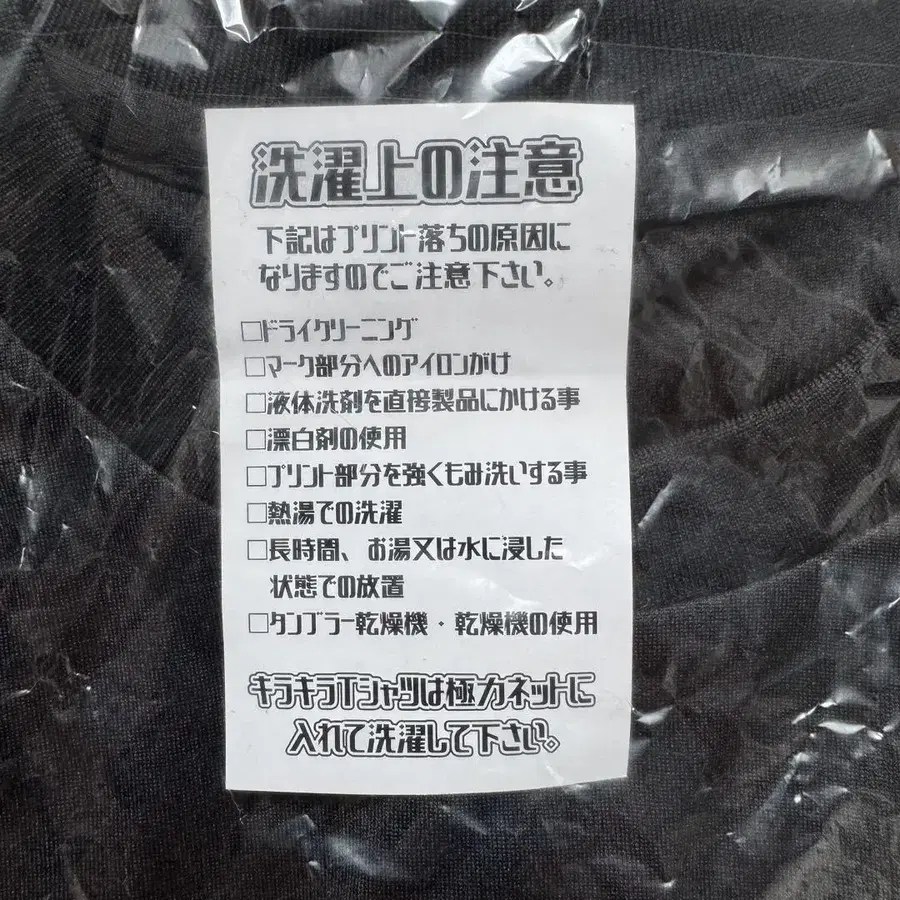 洗濯上の注意
下記はプリント落ちの原因に
なりますのでご注意下さい。
□ドライクリーニング
□マーク部分へのアイロンがけ
□液体洗剤を直接製品にかける事
□漂白剤の使用
□プリント部分を強くもみ洗いする事
□熱湯での洗濯
□長時間、お湯又は水に浸した
状態での放置
□タンブラー乾燥機・乾燥機の使用
キラキラTシャツは極力ネットに
入れて洗濯して下さい。